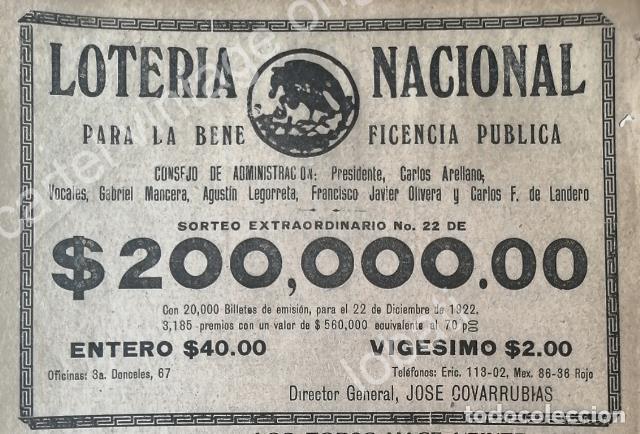 LOTERIA NACIONAL
PARA LA BENE FICENCIA PUBLICA
CONSEJO DE ADMINISTRACION: Presidente, Carlos Arellano;
Vocales, Gabriel Mancera, Agustín Legorreta, Francisco Javier Olivera y Carlos F. de Landero
SORTEO EXTRAORDINARIO No. 22 DE
$200,000.00
Con 20,000 Billetes de emisión, para el 22 de Diciembre de 1922.
3,185 premios con un valor de $560,000 equivalente al 70 p
ENTERO $40.00 VIGESIMO $2.00
Oficinas: 3a. Donceles, 67 Teléfonos: Eric. 113-02, Mex. 86-36 Rojo
Director General, JOSE COVARRUBIAS
todocoleccion